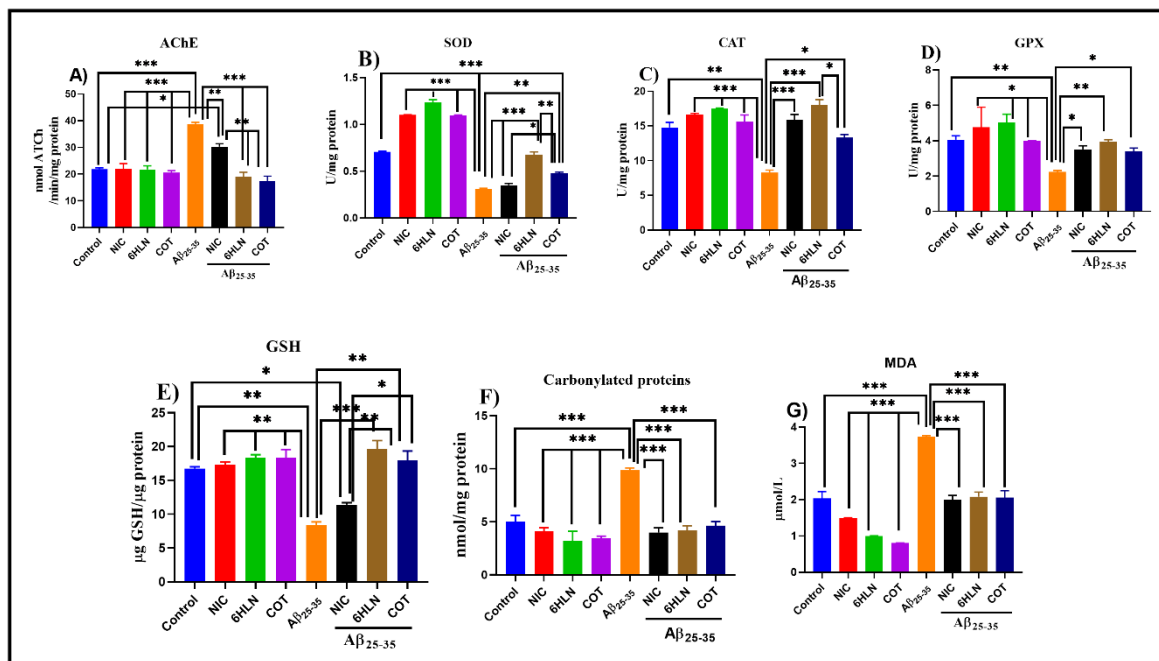 AChE
A)
nmol ATCh
/min/mg protein
50
40
30
20
10
***
***
***
*
**
**
Control
NIC
6HLN
COT
Aβ25-35
NIC
6HLN
COT
Aβ25-35
SOD
B)
U/mg protein
1.5
1.0
0.5
0.0
***
***
**
***
**
*
Control
NIC
6HLN
COT
Aβ25-35
NIC
6HLN
COT
Aβ25-35
CAT
C)
U/mg protein
25
20
15
10
5
0
*
**
***
*
***
***
Control
NIC
6HLN
COT
Aβ25-35
NIC
6HLN
COT
Aβ25-35
GPX
D)
U/mg protein
8
6
4
2
0
**
*
*
**
*
Control
NIC
6HLN
COT
Aβ25-35
NIC
6HLN
COT
Aβ25-35
GSH
E)
µg GSH/µg protein
25
20
15
10
5
0
**
*
*
**
***
**
**
Control
NIC
6HLN
COT
Aβ25-35
NIC
6HLN
COT
Aβ25-35
Carbonylated proteins
F)
nmol/mg protein
15
10
5
0
***
***
***
***
***
Control
NIC
6HLN
COT
Aβ25-35
NIC
6HLN
COT
Aβ25-35
MDA
G)
µmol/L
5
4
3
2
1
0
***
***
***
***
***
Control
NIC
6HLN
COT
Aβ25-35
NIC
6HLN
COT
Aβ25-35